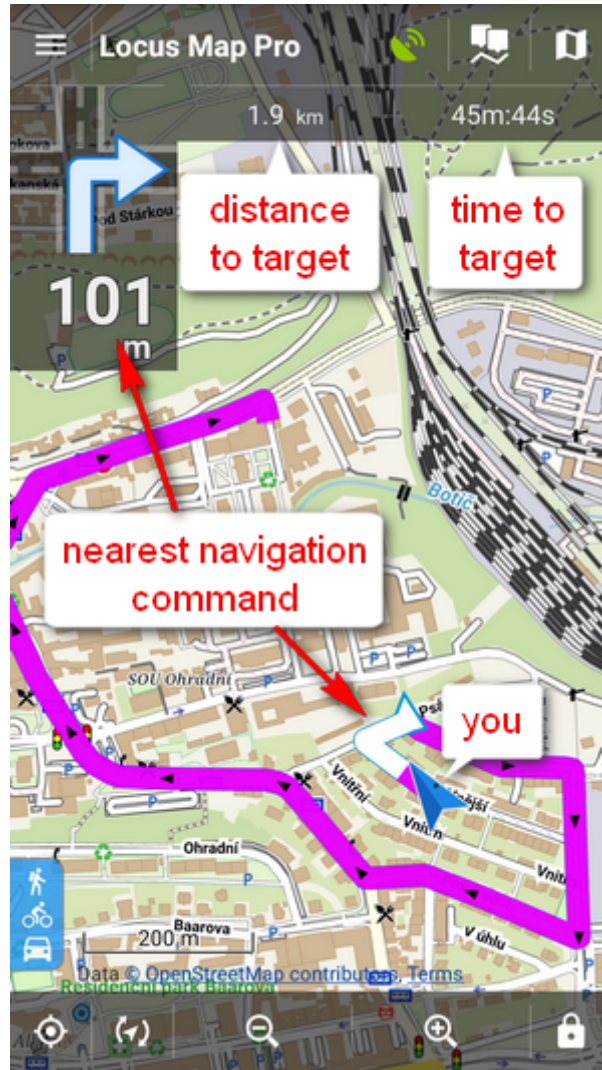 Locus Map Pro
1.9 km
45m:44s
Pod Stárkou
distance
to target
time to
target
101
m
P
P
Botič
nearest navigation
command
SOU Ohradní
P
P
P
you
Vnitřní
Ohradní
P
V úhlu
200 m
Baarova
Data © OpenStreetMap contributors, Terms
Residenční park Baarova